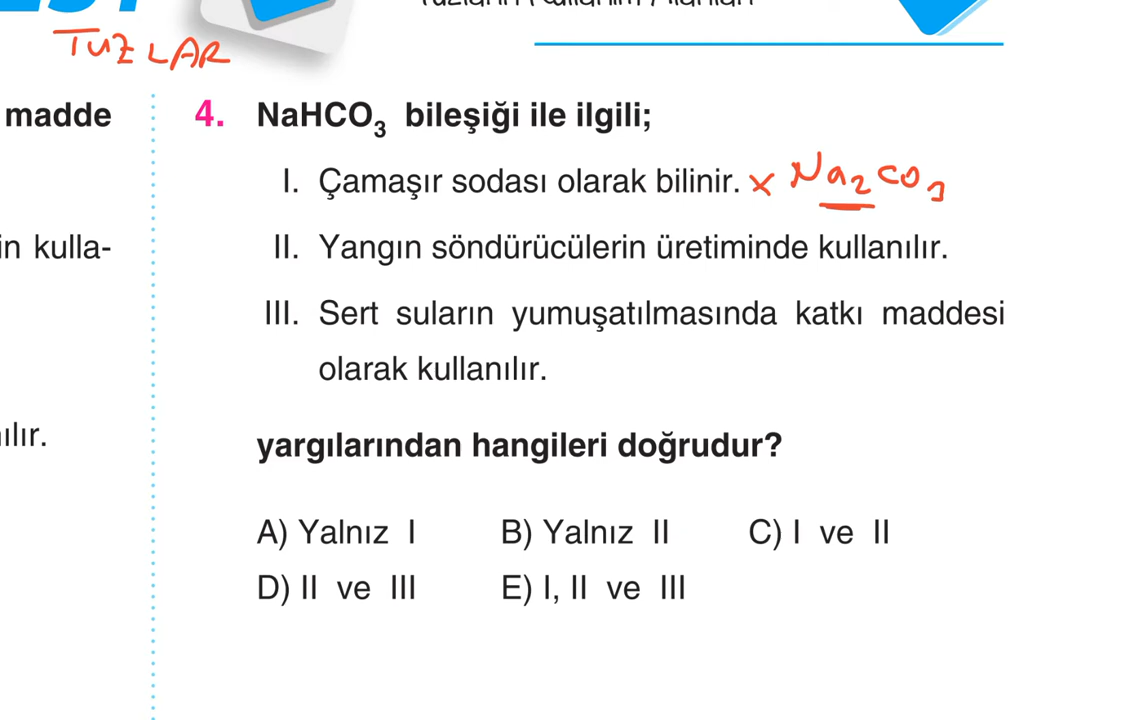 TUZLAR
madde
4. NaHCO₃ bileşiği ile ilgili;
I. Çamaşır sodası olarak bilinir. x Na₂CO₃
in kulla-
II. Yangın söndürücülerin üretiminde kullanılır.
III. Sert suların yumuşatılmasında katkı maddesi
olarak kullanılır.
ılır.
yargılarından hangileri doğrudur?
A) Yalnız I B) Yalnız II C) I ve II
D) II ve III E) I, II ve III